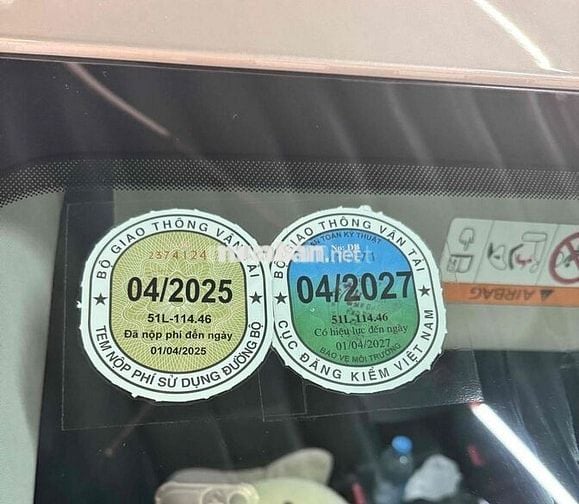 BỘ GIAO THÔNG VẬN TẢI
2374124
04/2025
51L-114.46
Đã nộp phí đến ngày
01/04/2025
TEM NỘP PHÍ SỬ DỤNG ĐƯỜNG BỘ
BỘ GIAO THÔNG VẬN TẢI
AN TOÀN KỸ THUẬT
No: DB
04/2027
51L-114.46
Có hiệu lực đến ngày
01/04/2027
BẢO VỆ MÔI TRƯỜNG
CỤC ĐĂNG KIỂM VIỆT NAM
AIRBAG